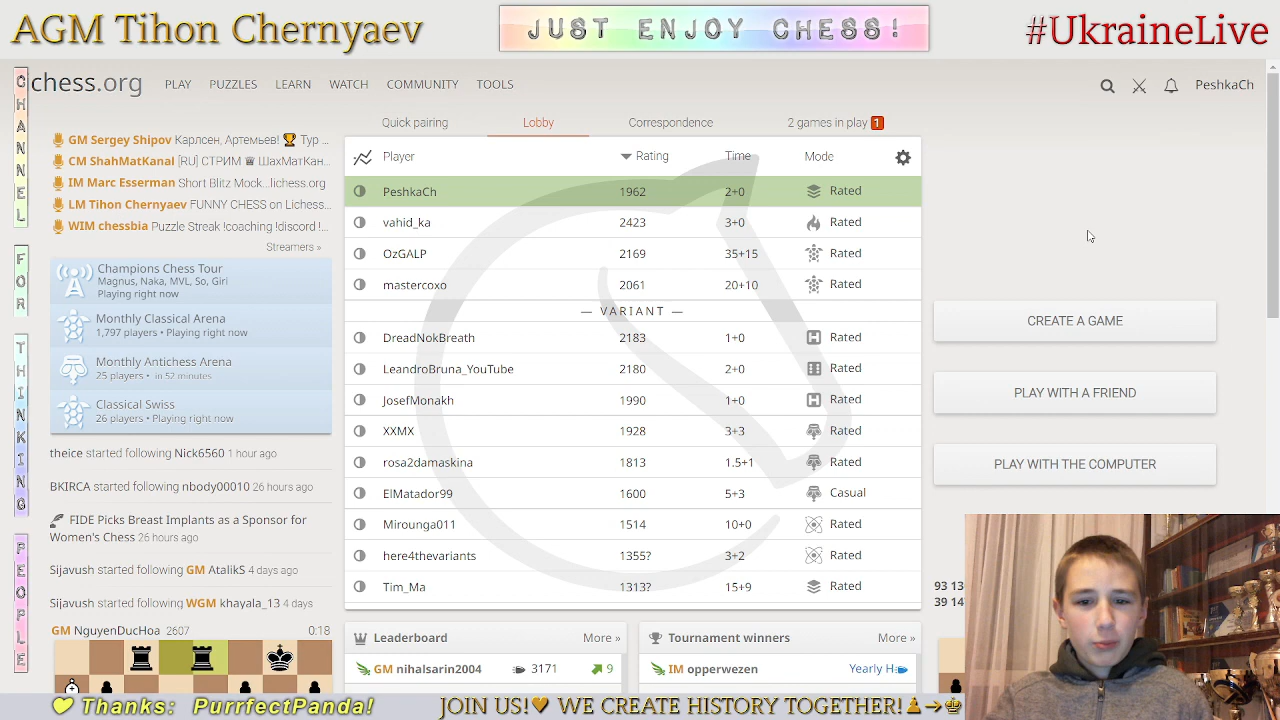 AGM Tihon Chernyaev
JUST ENJOY CHESS!
#UkraineLive
CHANNEL
FOR
THINKING
PEOPLE
chess.org
PLAY
PUZZLES
LEARN
WATCH
COMMUNITY
TOOLS
PeshkaCh
GM Sergey Shipov Карлсен, Артемьев! 🏆 Тур ...
CM ShahMatKanal [RU] СТРИМ ♕ ШахМатКан...
IM Marc Esserman Short Blitz Mock...lichess.org
LM Tihon Chernyaev FUNNY CHESS on Lichess...
WIM chessbia Puzzle Streak !coaching !discord !...
Streamers »
Champions Chess Tour
Magnus, Naka, MVL, So, Giri
Playing right now
Monthly Classical Arena
1,797 players • Playing right now
Monthly Antichess Arena
25 players • in 52 minutes
Classical Swiss
26 players • Playing right now
theice started following Nick6560 1 hour ago
BKIRCA started following nbody00010 26 hours ago
FIDE Picks Breast Implants as a Sponsor for
Women's Chess 26 hours ago
Sijavush started following GM AtalikS 4 days ago
Sijavush started following WGM khayala_13 4 days
GM NguyenDucHoa 2607 0:18
Quick pairing
Lobby
Correspondence
2 games in play 1
Player Rating Time Mode
PeshkaCh 1962 2+0 Rated
vahid_ka 2423 3+0 Rated
OzGALP 2169 35+15 Rated
mastercoxo 2061 20+10 Rated
— VARIANT —
DreadNokBreath 2183 1+0 Rated
LeandroBruna_YouTube 2180 2+0 Rated
JosefMonakh 1990 1+0 Rated
XXMX 1928 3+3 Rated
rosa2damaskina 1813 1.5+1 Rated
ElMatador99 1600 5+3 Casual
Mirounga011 1514 10+0 Rated
here4thevariants 1355? 3+2 Rated
Tim_Ma 1313? 15+9 Rated
CREATE A GAME
PLAY WITH A FRIEND
PLAY WITH THE COMPUTER
93 13
39 14
Leaderboard More »
GM nihalsarin2004 3171 9
Tournament winners More »
IM opperwezen Yearly H
Thanks: PurrfectPanda!
JOIN US!♥ WE CREATE HISTORY TOGETHER!♟→♚